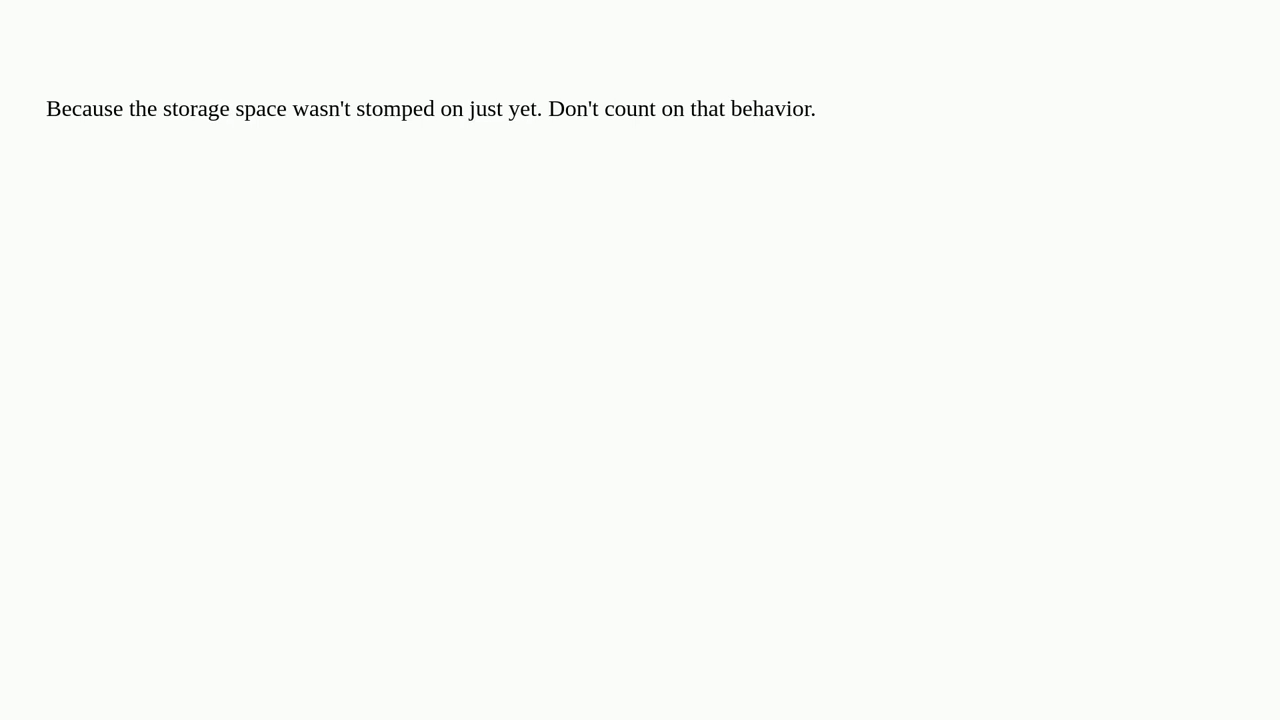 Because the storage space wasn't stomped on just yet. Don't count on that behavior.